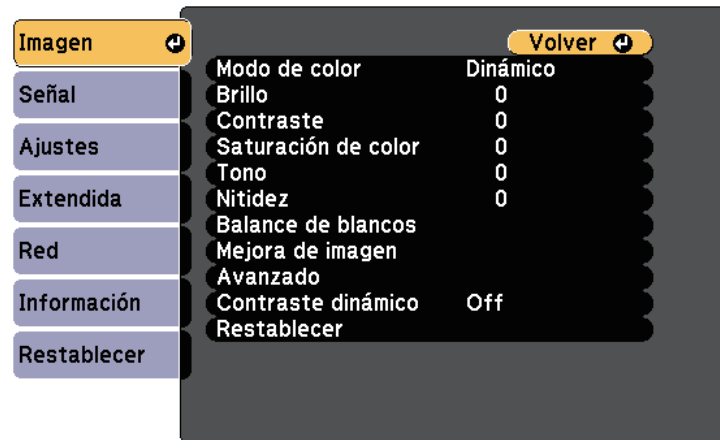 Imagen
Señal
Ajustes
Extendida
Red
Información
Restablecer
Volver
Modo de color Dinámico
Brillo 0
Contraste 0
Saturación de color 0
Tono 0
Nitidez 0
Balance de blancos
Mejora de imagen
Avanzado
Contraste dinámico Off
Restablecer